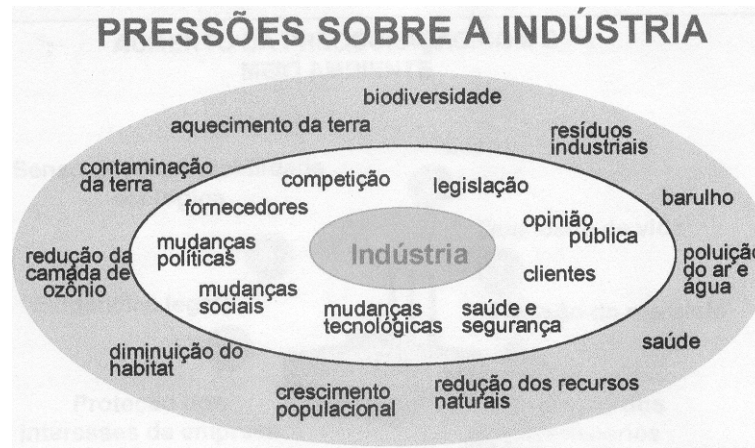 PRESSÕES SOBRE A INDÚSTRIA
biodiversidade
aquecimento da terra
resíduos
industriais
contaminação
da terra
competição
legislação
fornecedores
barulho
opinião
pública
mudanças
políticas
Indústria
redução da
camada de
ozônio
poluição
do ar e
água
clientes
mudanças
sociais
mudanças
tecnológicas
saúde e
segurança
saúde
diminuição do
habitat
crescimento
populacional
redução dos recursos
naturais